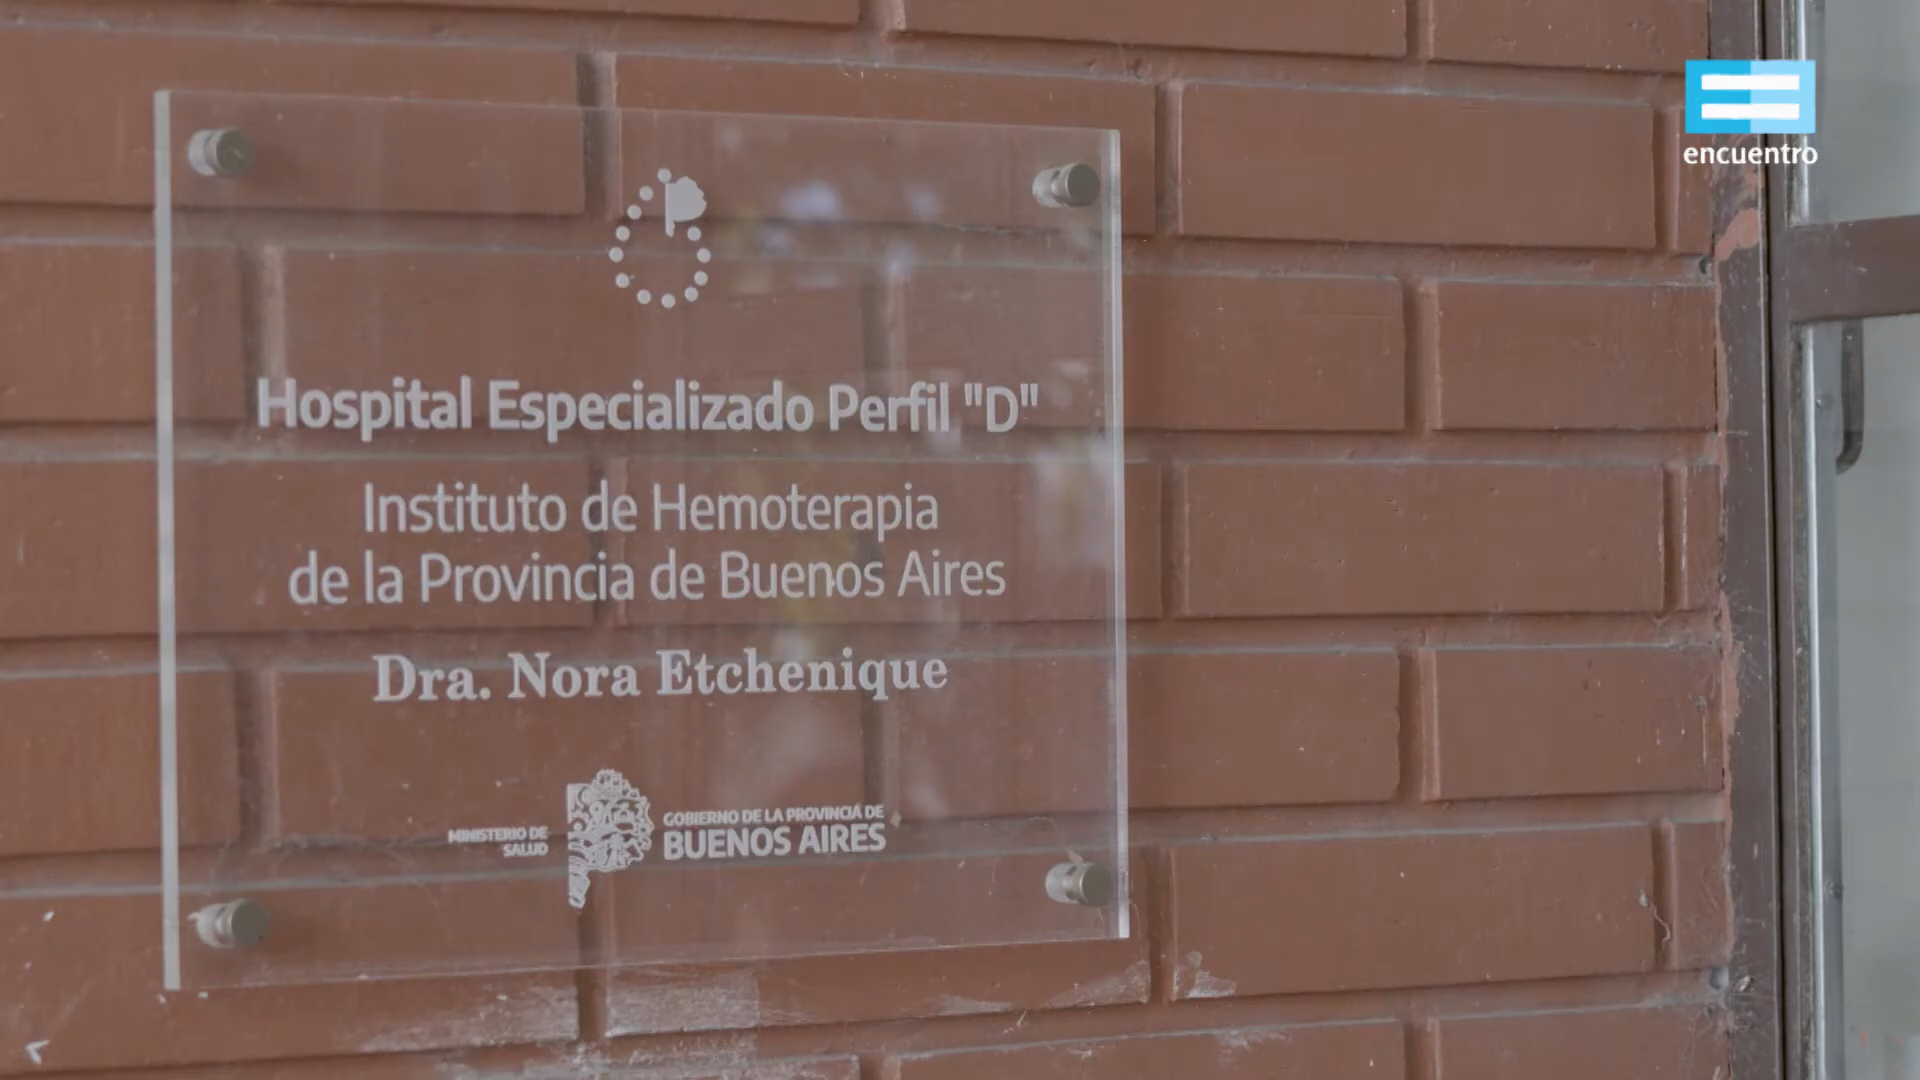 encuentro
Hospital Especializado Perfil "D"
Instituto de Hemoterapia
de la Provincia de Buenos Aires
Dra. Nora Etchenique
MINISTERIO DE
SALUD
GOBIERNO DE LA PROVINCIA DE
BUENOS AIRES